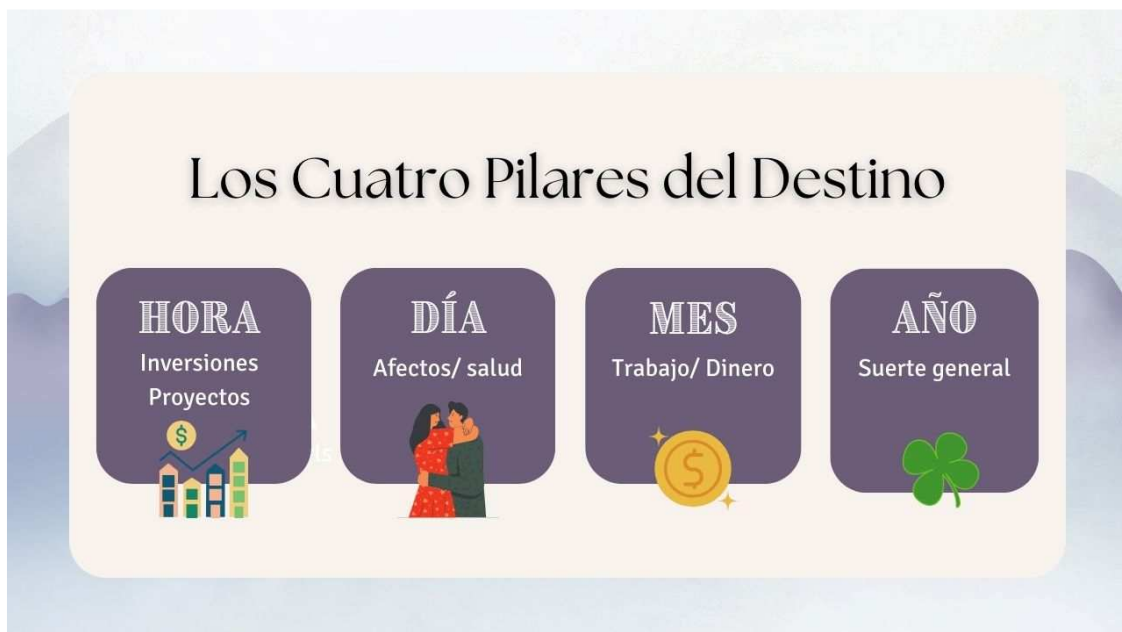 Los Cuatro Pilares del Destino
HORA
Inversiones
Proyectos
$
DÍA
Afectos/ salud
MES
Trabajo/ Dinero
$
AÑO
Suerte general